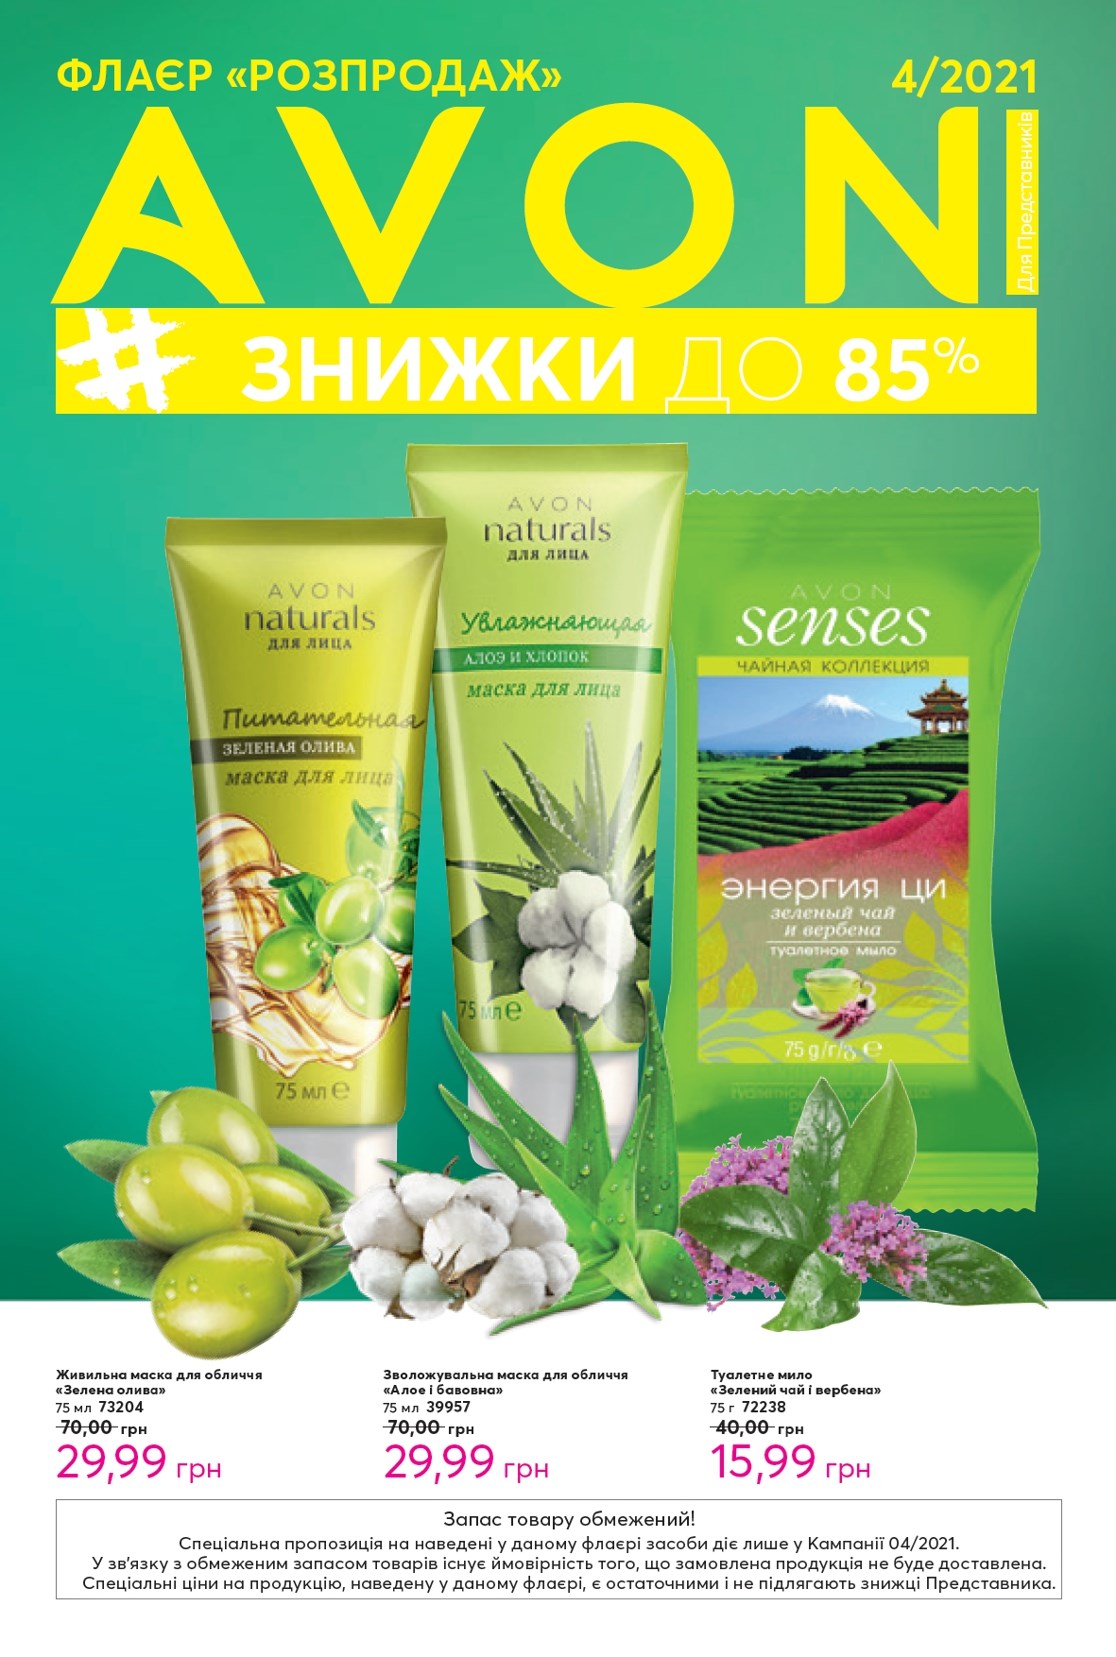 ФЛАЄР «РОЗПРОДАЖ»
4/2021
AVON
Для Представників
# ЗНИЖКИ ДО 85%
AVON
naturals
ДЛЯ ЛИЦА
Питательная
ЗЕЛЕНАЯ ОЛИВА
маска для лица
75 мл e
AVON
naturals
ДЛЯ ЛИЦА
Увлажняющая
АЛОЭ И ХЛОПОК
маска для лица
75 мл e
AVON
senses
ЧАЙНАЯ КОЛЛЕКЦИЯ
ЭНЕРГИЯ ЦИ
зеленый чай
и вербена
туалетное мыло
75 g/г/ e
Живильна маска для обличчя
«Зелена олива»
75 мл 73204
70,00 грн
29,99 грн
Зволожувальна маска для обличчя
«Алое і бавовна»
75 мл 39957
70,00 грн
29,99 грн
Туалетне мило
«Зелений чай і вербена»
75 г 72238
40,00 грн
15,99 грн
Запас товару обмежений!
Спеціальна пропозиція на наведені у даному флаєрі засоби діє лише у Кампанії 04/2021.
У зв'язку з обмеженим запасом товарів існує ймовірність того, що замовлена продукція не буде доставлена.
Спеціальні ціни на продукцію, наведену у даному флаєрі, є остаточними і не підлягають знижці Представника.